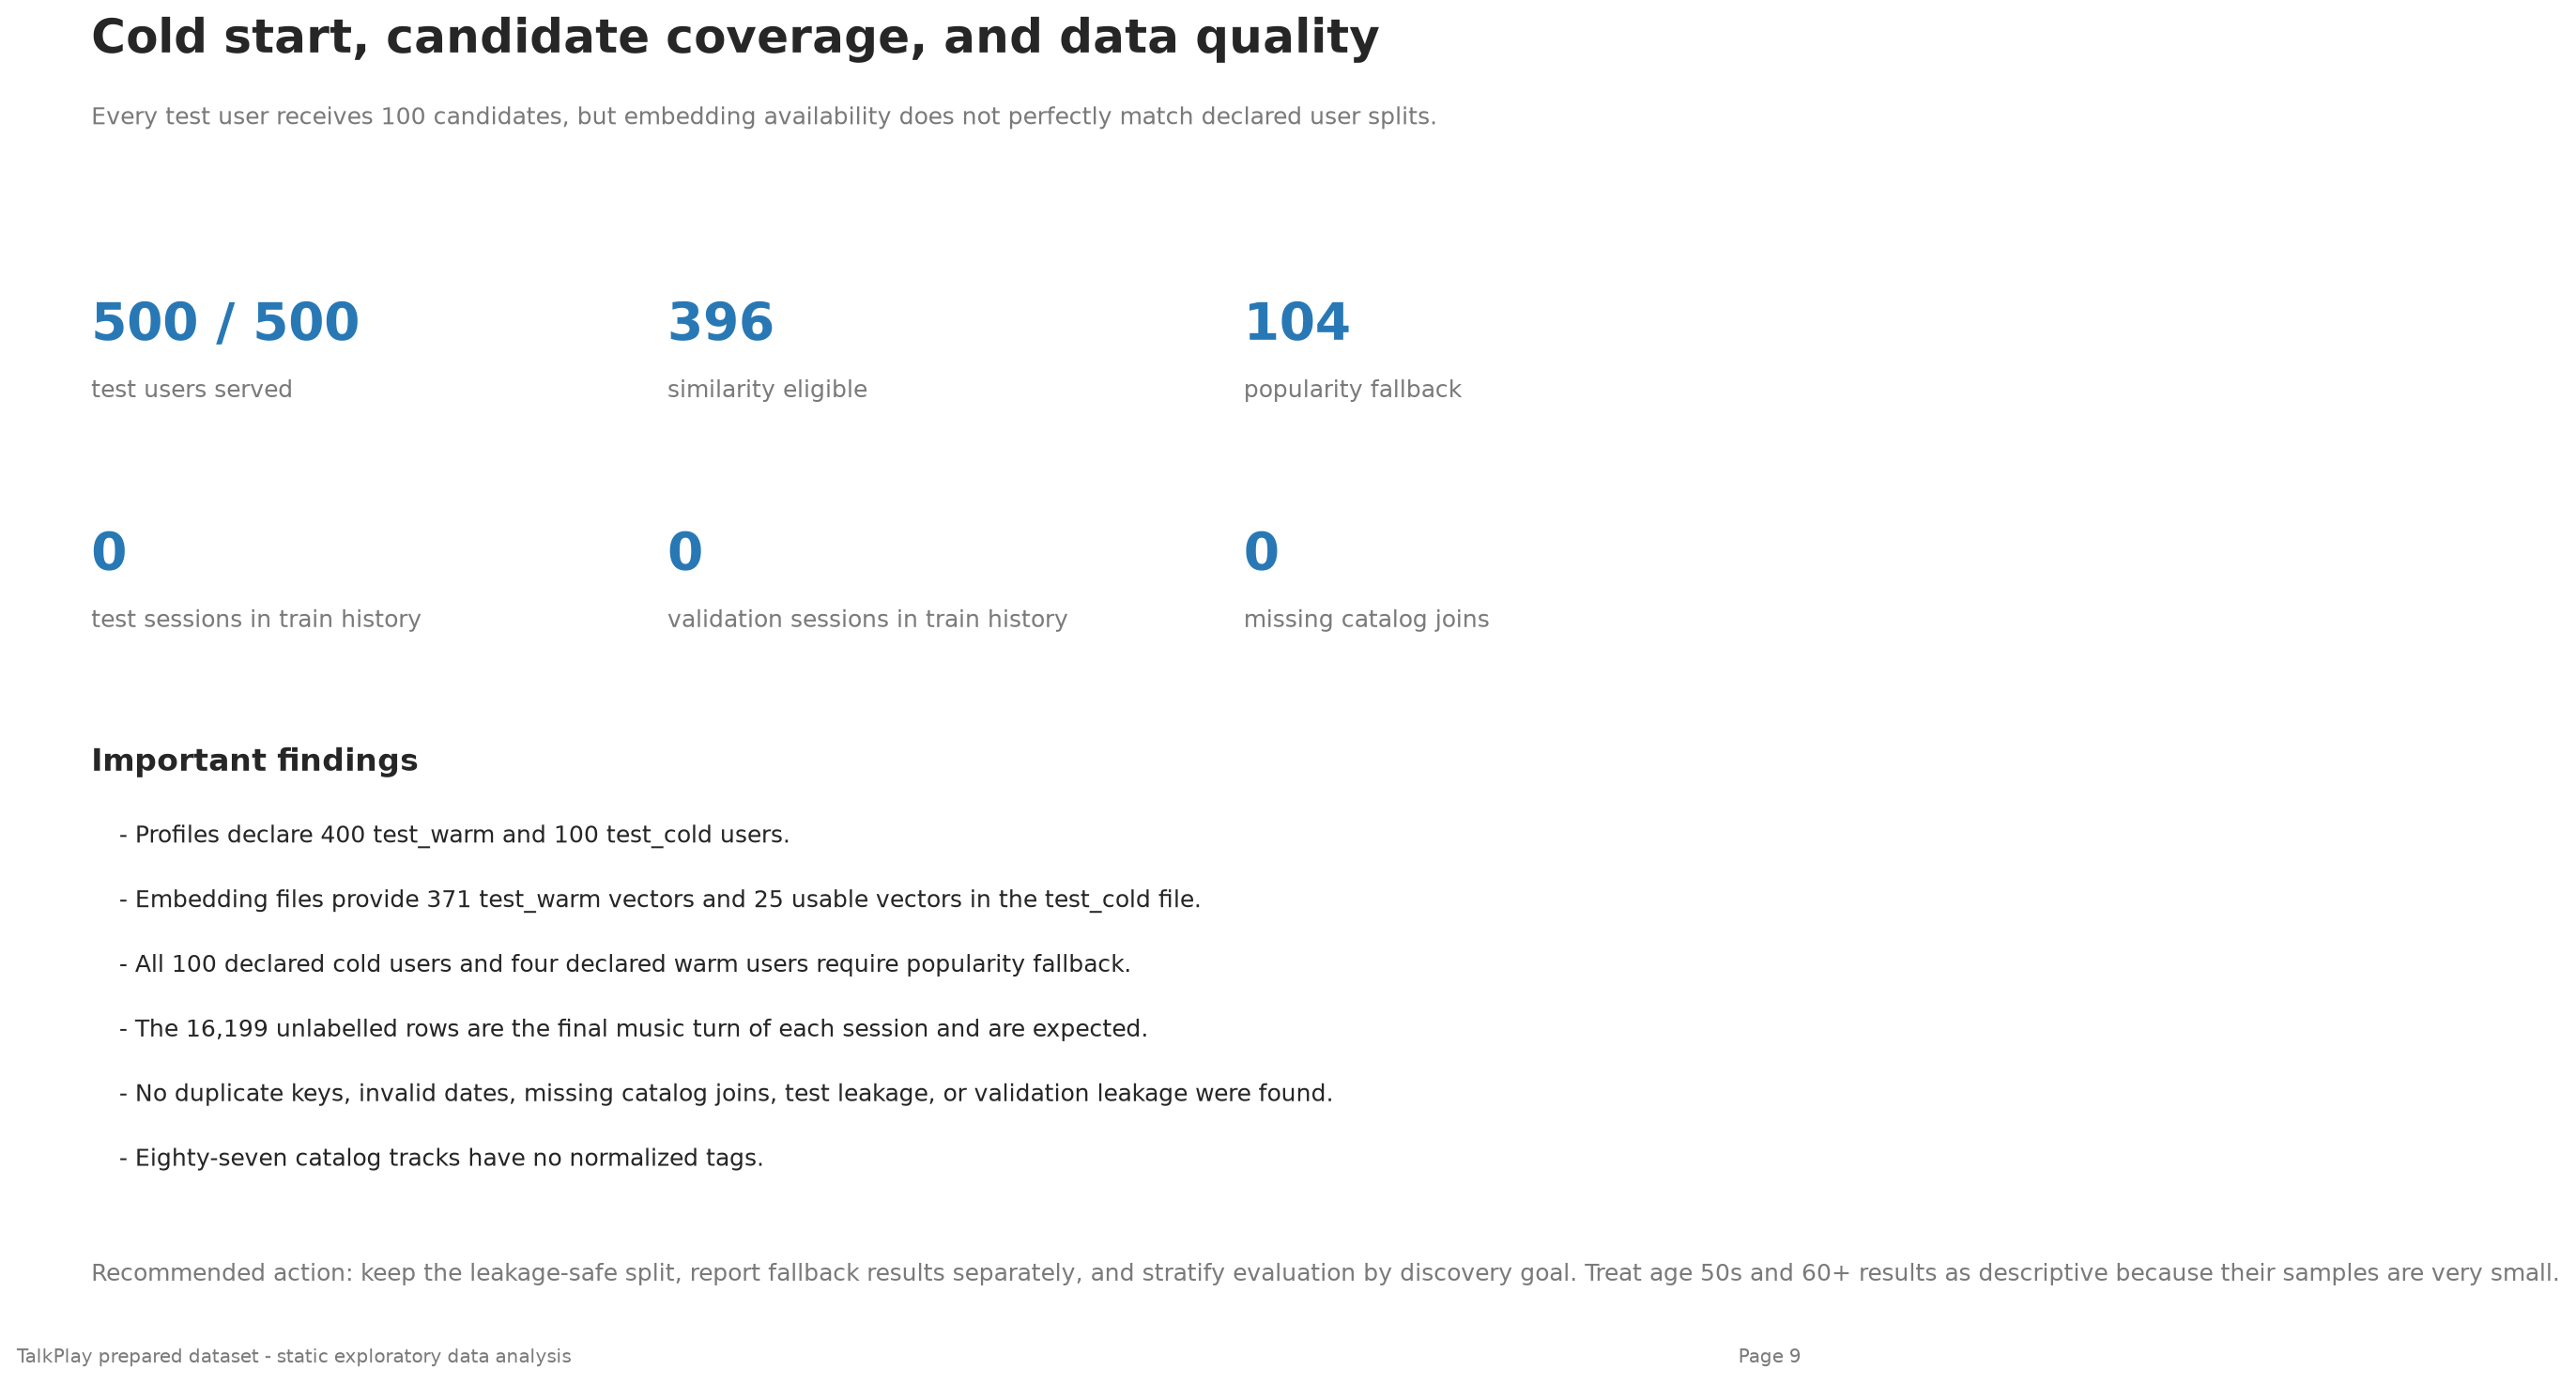 Cold start, candidate coverage, and data quality
Every test user receives 100 candidates, but embedding availability does not perfectly match declared user splits.
500 / 500
396
104
test users served
similarity eligible
popularity fallback
0
0
0
test sessions in train history
validation sessions in train history
missing catalog joins
Important findings
- Profiles declare 400 test_warm and 100 test_cold users.
- Embedding files provide 371 test_warm vectors and 25 usable vectors in the test_cold file.
- All 100 declared cold users and four declared warm users require popularity fallback.
- The 16,199 unlabelled rows are the final music turn of each session and are expected.
- No duplicate keys, invalid dates, missing catalog joins, test leakage, or validation leakage were found.
- Eighty-seven catalog tracks have no normalized tags.
Recommended action: keep the leakage-safe split, report fallback results separately, and stratify evaluation by discovery goal. Treat age 50s and 60+ results as descriptive because their samples are very small.
TalkPlay prepared dataset - static exploratory data analysis
Page 9